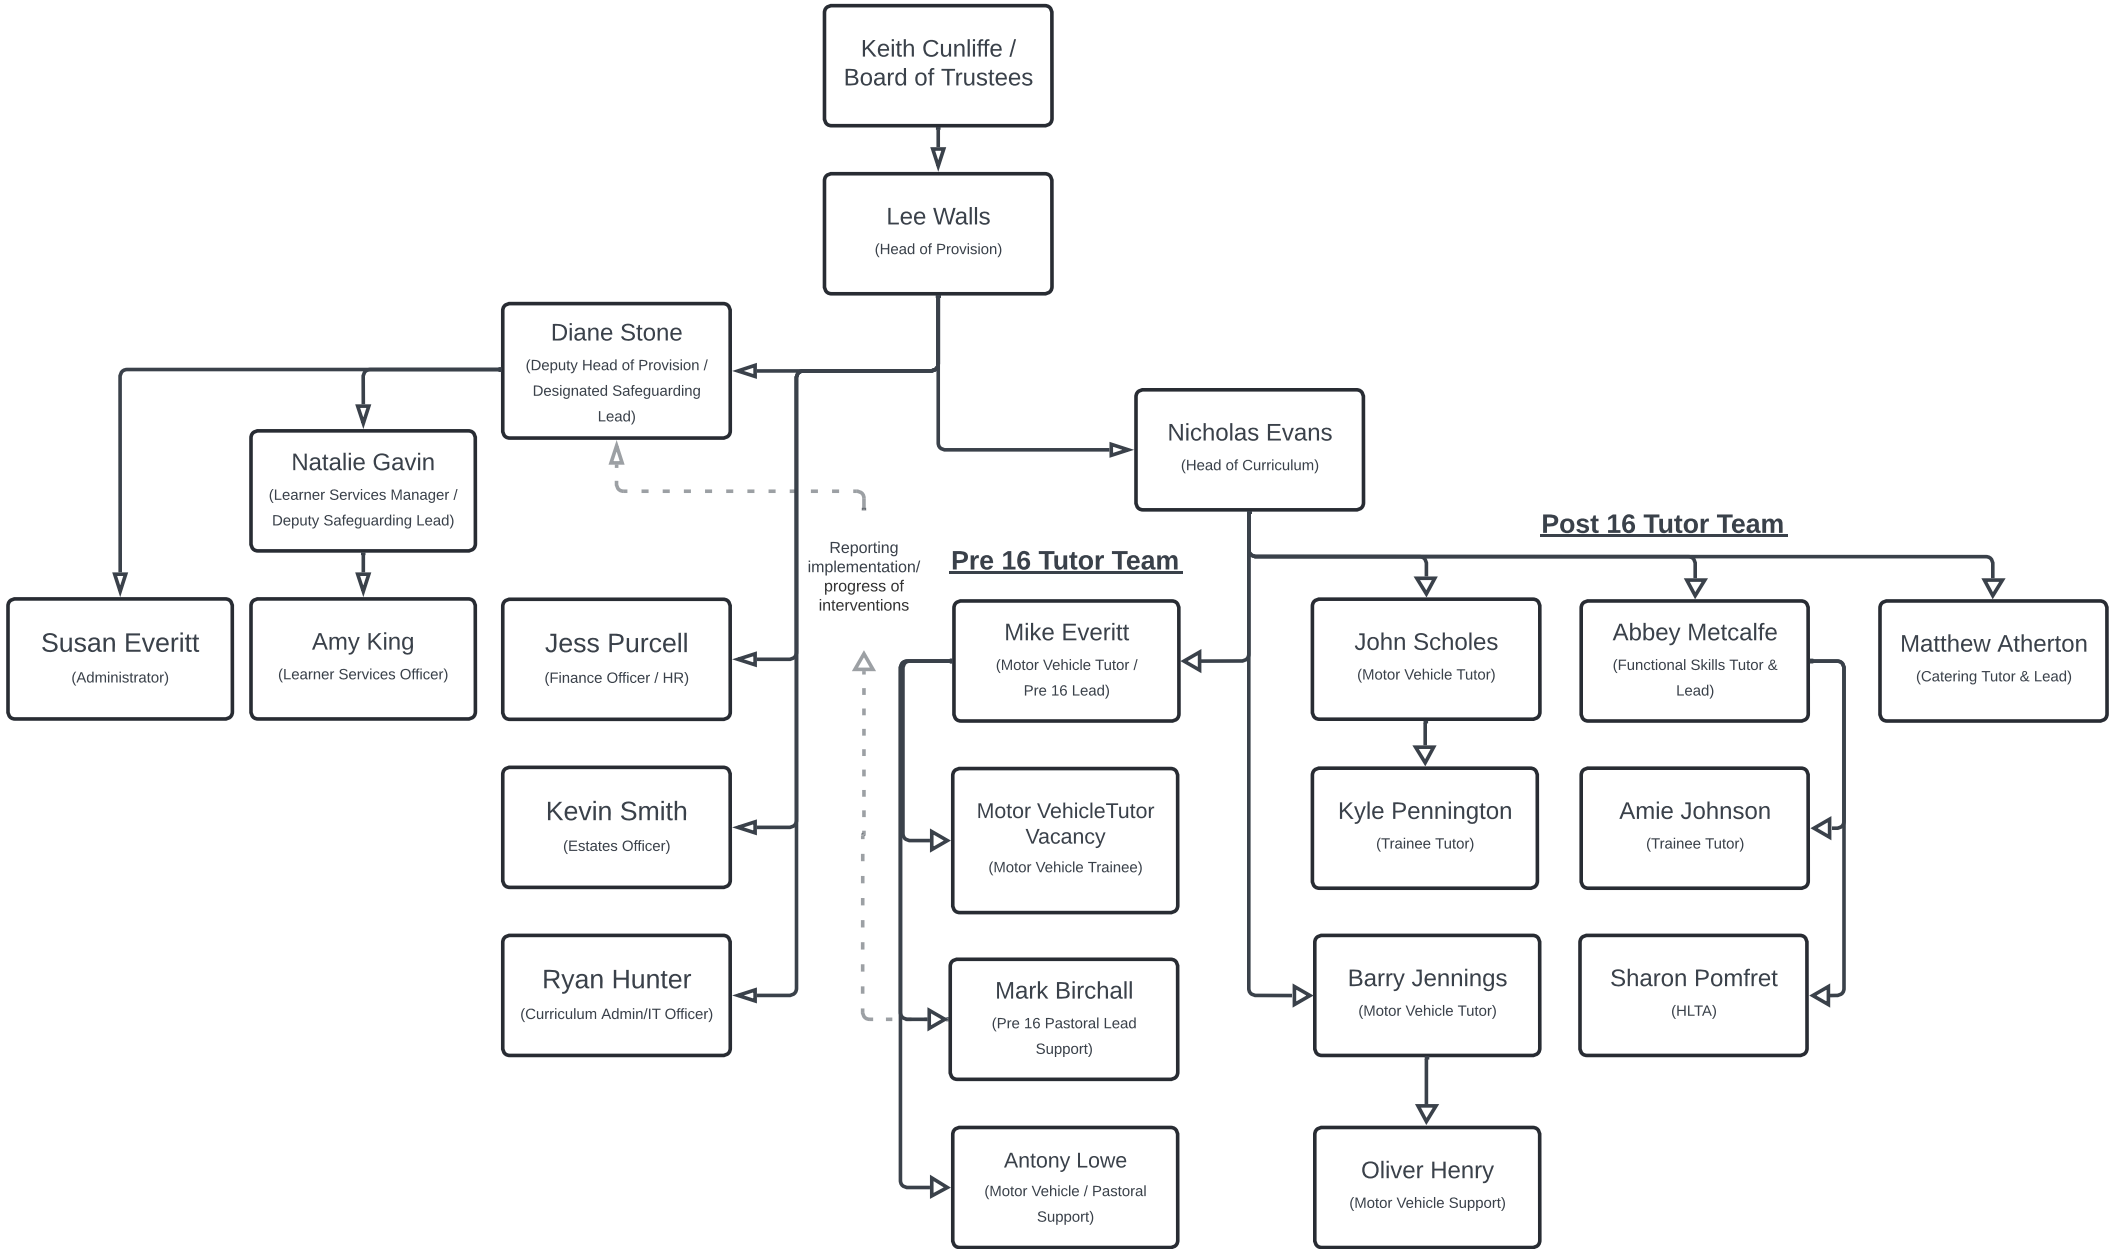 Keith Cunliffe /
Board of Trustees
Lee Walls
(Head of Provision)
Diane Stone
(Deputy Head of Provision /
Designated Safeguarding
Lead)
Nicholas Evans
(Head of Curriculum)
Natalie Gavin
(Learner Services Manager /
Deputy Safeguarding Lead)
Post 16 Tutor Team
Reporting
implementation/
progress of
interventions
Pre 16 Tutor Team
Susan Everitt
(Administrator)
Amy King
(Learner Services Officer)
Jess Purcell
(Finance Officer / HR)
Mike Everitt
(Motor Vehicle Tutor /
Pre 16 Lead)
John Scholes
(Motor Vehicle Tutor)
Abbey Metcalfe
(Functional Skills Tutor &
Lead)
Matthew Atherton
(Catering Tutor & Lead)
Kevin Smith
(Estates Officer)
Motor VehicleTutor
Vacancy
(Motor Vehicle Trainee)
Kyle Pennington
(Trainee Tutor)
Amie Johnson
(Trainee Tutor)
Ryan Hunter
(Curriculum Admin/IT Officer)
Mark Birchall
(Pre 16 Pastoral Lead
Support)
Barry Jennings
(Motor Vehicle Tutor)
Sharon Pomfret
(HLTA)
Antony Lowe
(Motor Vehicle / Pastoral
Support)
Oliver Henry
(Motor Vehicle Support)